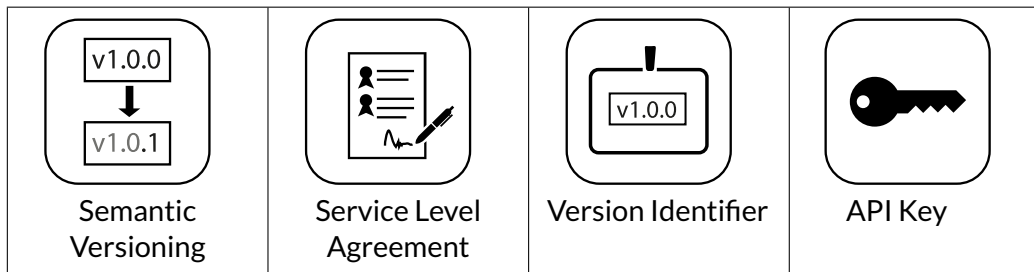 v1.0.0
v1.0.1
Semantic
Versioning
Service Level
Agreement
v1.0.0
Version Identifier
API Key